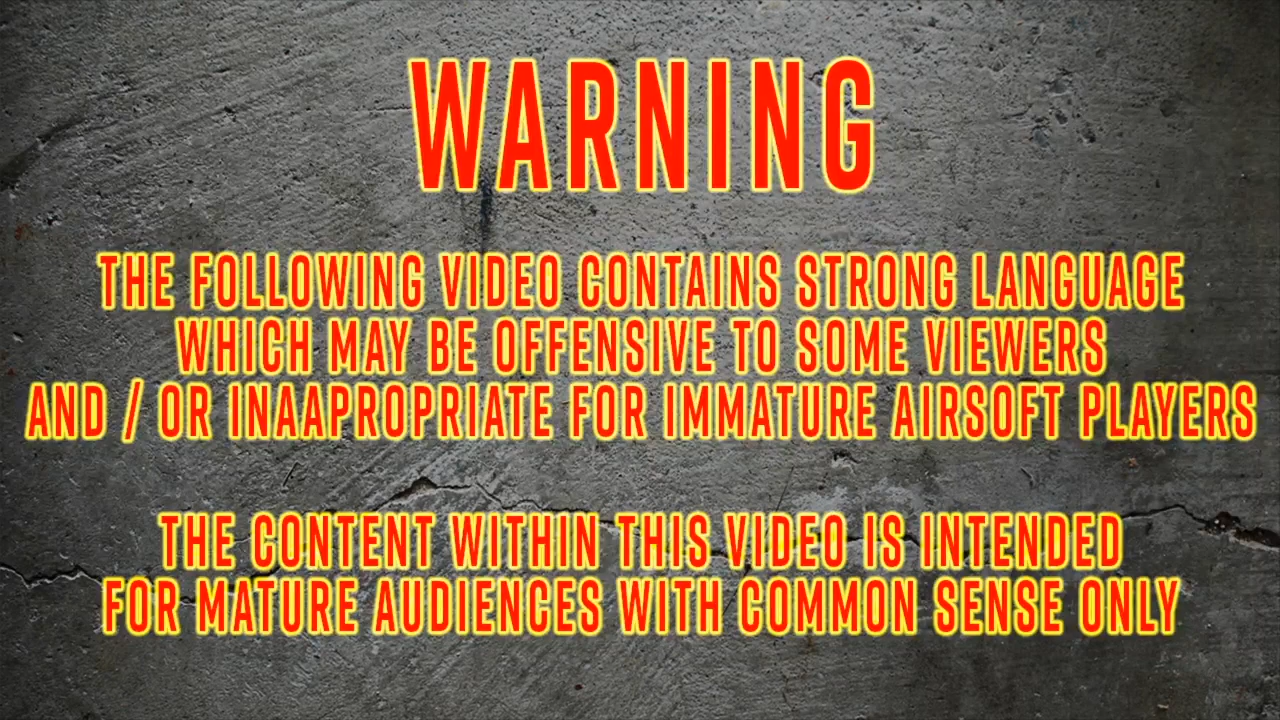 WARNING
THE FOLLOWING VIDEO CONTAINS STRONG LANGUAGE
WHICH MAY BE OFFENSIVE TO SOME VIEWERS
AND / OR INAAPROPRIATE FOR IMMATURE AIRSOFT PLAYERS
THE CONTENT WITHIN THIS VIDEO IS INTENDED
FOR MATURE AUDIENCES WITH COMMON SENSE ONLY